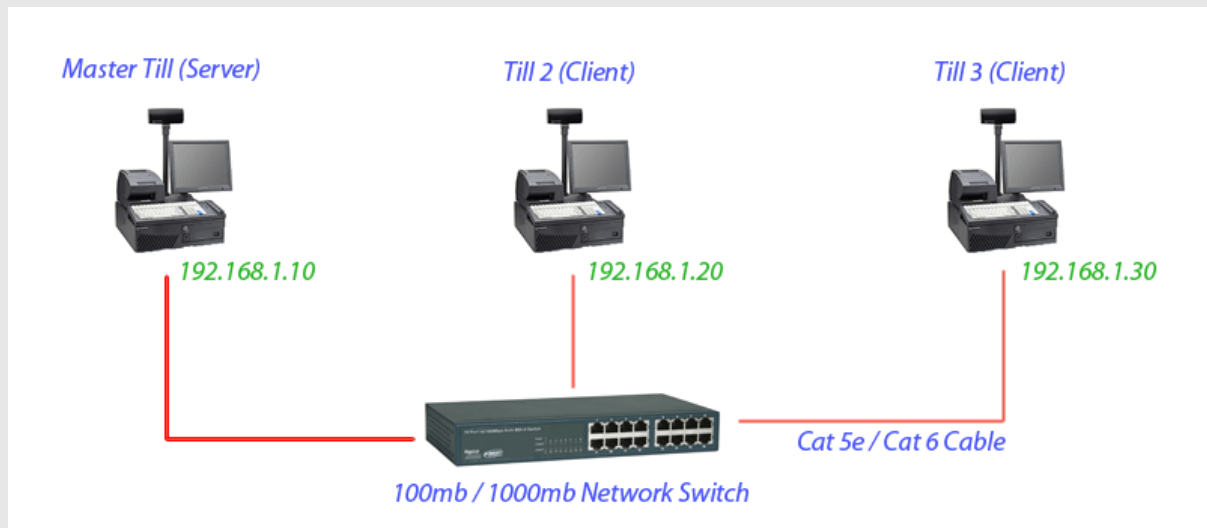 Master Till (Server)
Till 2 (Client)
Till 3 (Client)
192.168.1.10
192.168.1.20
192.168.1.30
Cat 5e / Cat 6 Cable
100mb / 1000mb Network Switch